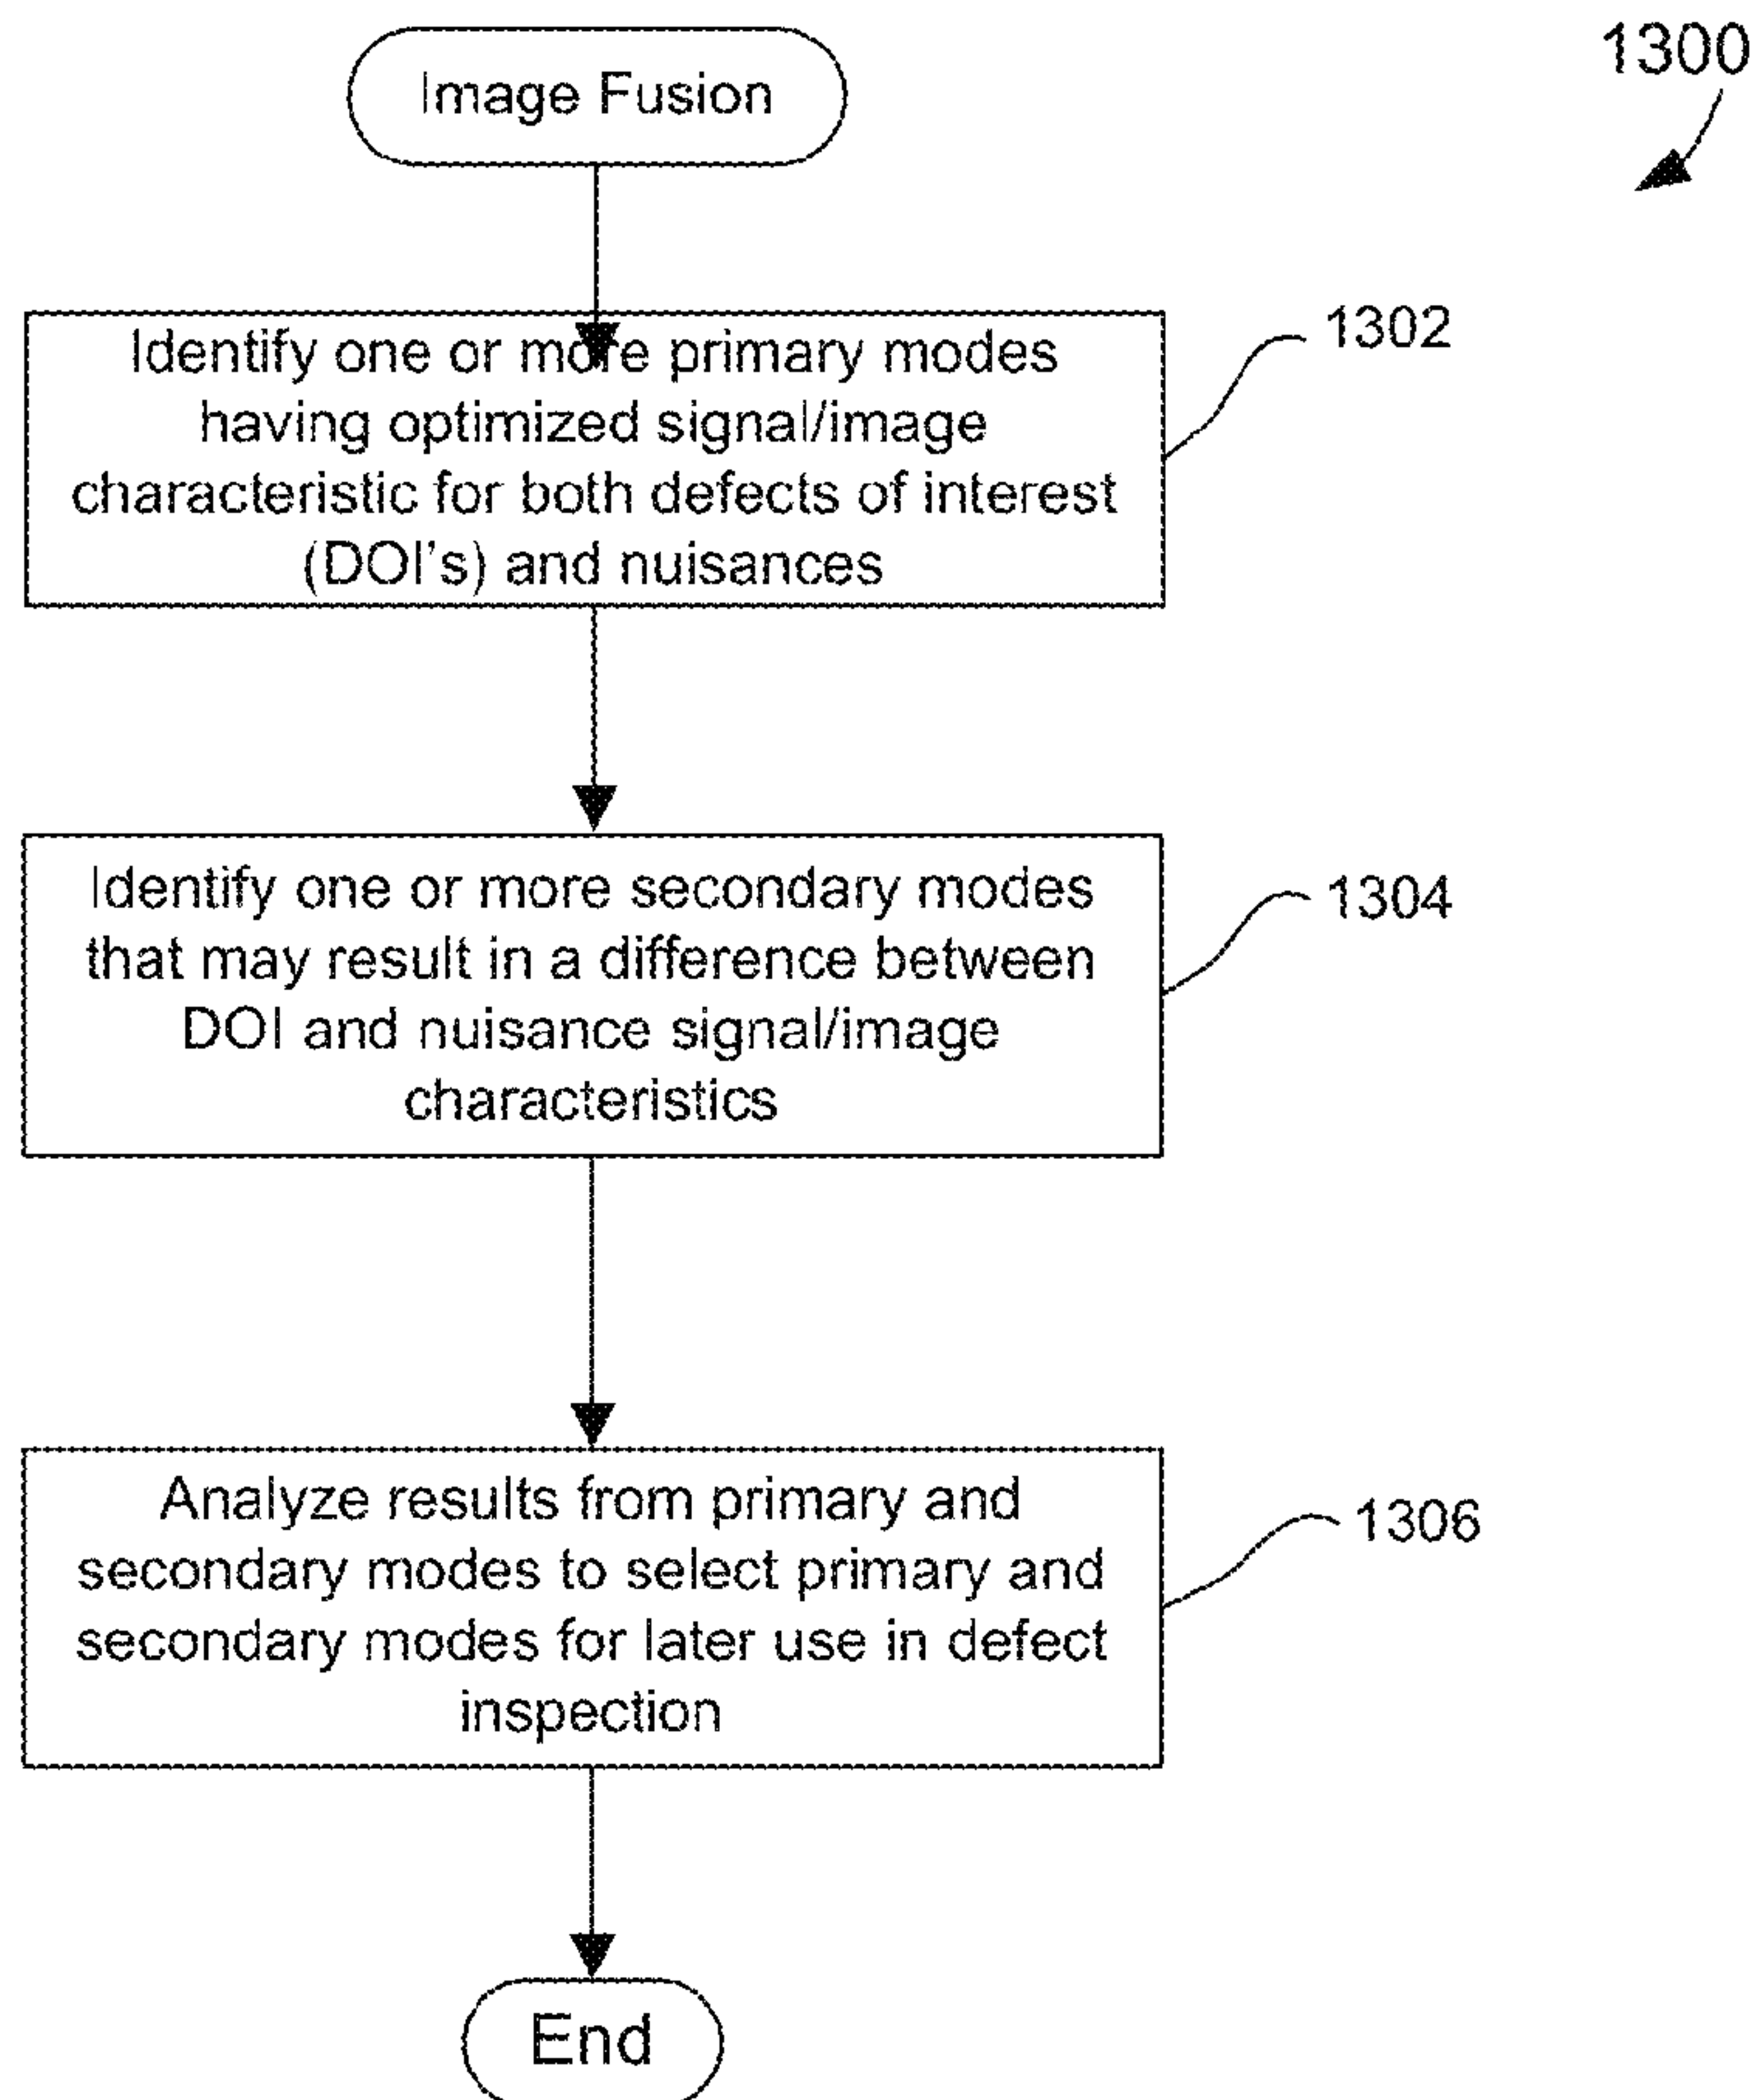 1300
Image Fusion
Identify one or more primary modes
having optimized signal/image
characteristic for both defects of interest
(DOI's) and nuisances
1302
Identify one or more secondary modes
that may result in a difference between
DOI and nuisance signal/image
characteristics
1304
Analyze results from primary and
secondary modes to select primary and
secondary modes for later use in defect
inspection
1306
End